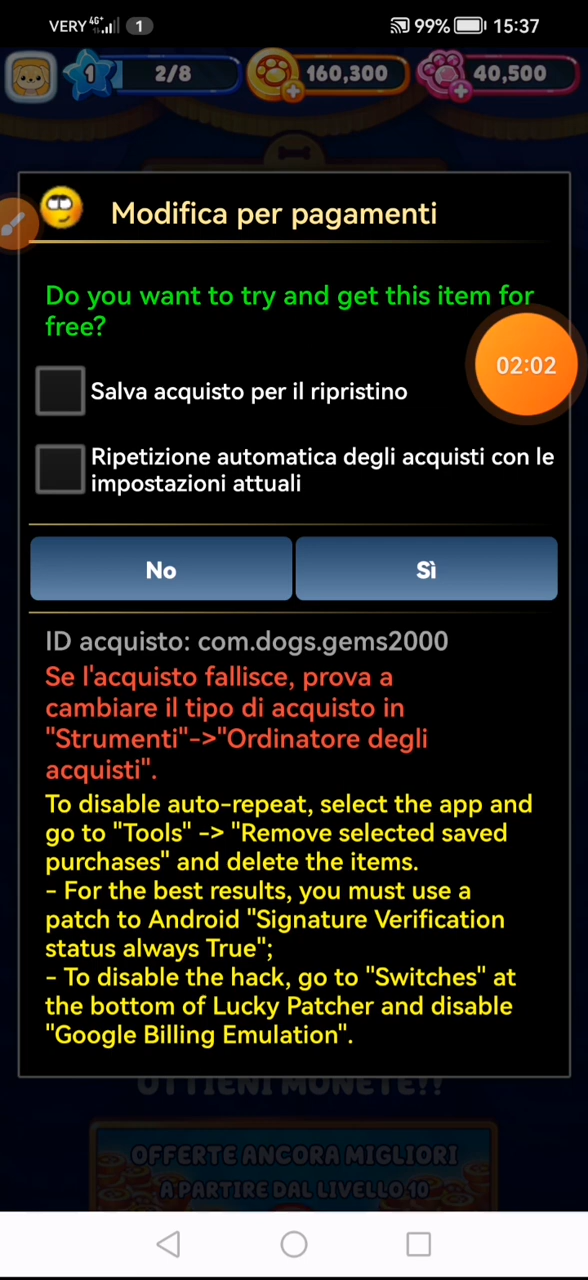 VERY 4G+ 1 99% 15:37
1 2/8 160,300 40,500
Modifica per pagamenti
Do you want to try and get this item for
free?
02:02
Salva acquisto per il ripristino
Ripetizione automatica degli acquisti con le
impostazioni attuali
No Sì
ID acquisto: com.dogs.gems2000
Se l'acquisto fallisce, prova a
cambiare il tipo di acquisto in
"Strumenti"->"Ordinatore degli
acquisti".
To disable auto-repeat, select the app and
go to "Tools" -> "Remove selected saved
purchases" and delete the items.
- For the best results, you must use a
patch to Android "Signature Verification
status always True";
- To disable the hack, go to "Switches" at
the bottom of Lucky Patcher and disable
"Google Billing Emulation".
OTTIENI MONETE!!
OFFERTE ANCORA MIGLIORI
A PARTIRE DAL LIVELLO 10